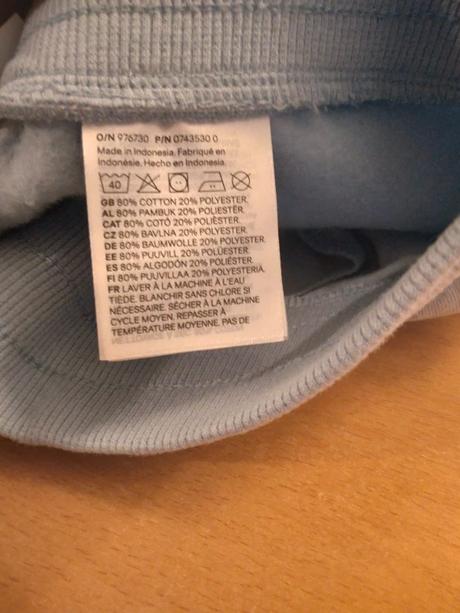 O/N 976730 P/N 0743530 0
Made in Indonesia. Fabriqué en
Indonésie. Hecho en Indonesia.
40
GB 80% COTTON 20% POLYESTER.
AL 80% PAMBUK 20% POLIESTËR.
CAT 80% COTÓ 20% POLIÈSTER.
CZ 80% BAVLNA 20% POLYESTER.
DE 80% BAUMWOLLE 20% POLYESTER.
EE 80% PUUVILL 20% POLÜESTER.
ES 80% ALGODÓN 20% POLIÉSTER.
FI 80% PUUVILLAA 20% POLYESTERIÄ.
FR LAVER À LA MACHINE À L'EAU
TIÈDE. BLANCHIR SANS CHLORE SI
NÉCESSAIRE. SÉCHER À LA MACHINE
CYCLE MOYEN. REPASSER À
TEMPÉRATURE MOYENNE. PAS DE